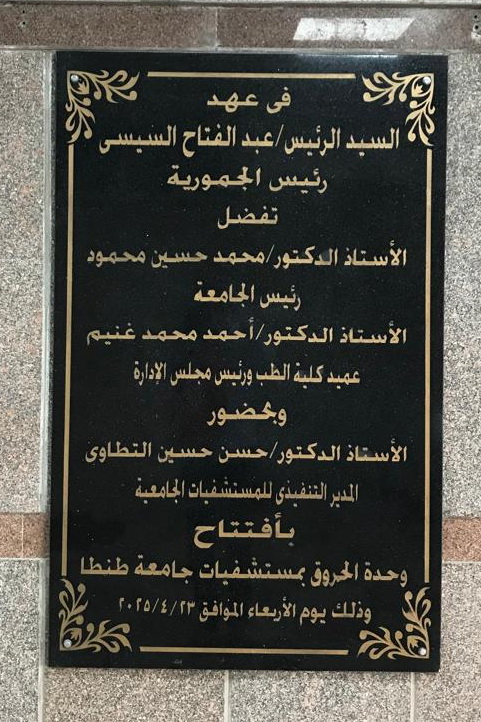 فى عهد
السيد الرئيس/عبد الفتاح السيسى
رئيس الجمورية
تفضل
الأستاذ الدكتور/محمد حسين محمود
رئيس الجامعة
الأستاذ الدكتور/أحمد محمد غنيم
عميد كلية الطب ورئيس مجلس الإدارة
وبحضور
الأستاذ الدكتور/حسن حسين التطاوى
المدير التنفيذى للمستشفيات الجامعية
بأفتتاح
وحدة الحروق بمستشفيات جامعة طنطا
وذلك يوم الأربعاء الموافق ٢٠٢٥/٤/٢٣